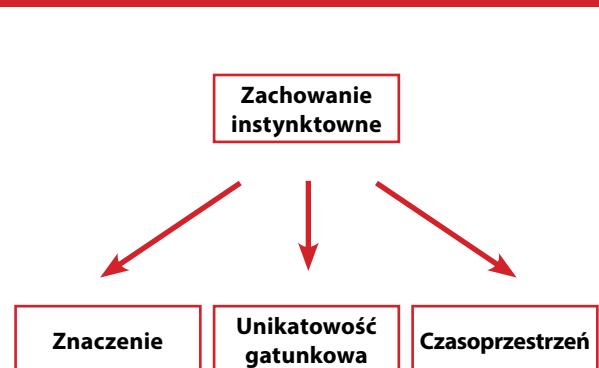 Zachowanie
instynktowne
Znaczenie
Unikatowość
gatunkowa
Czasoprzestrzeń